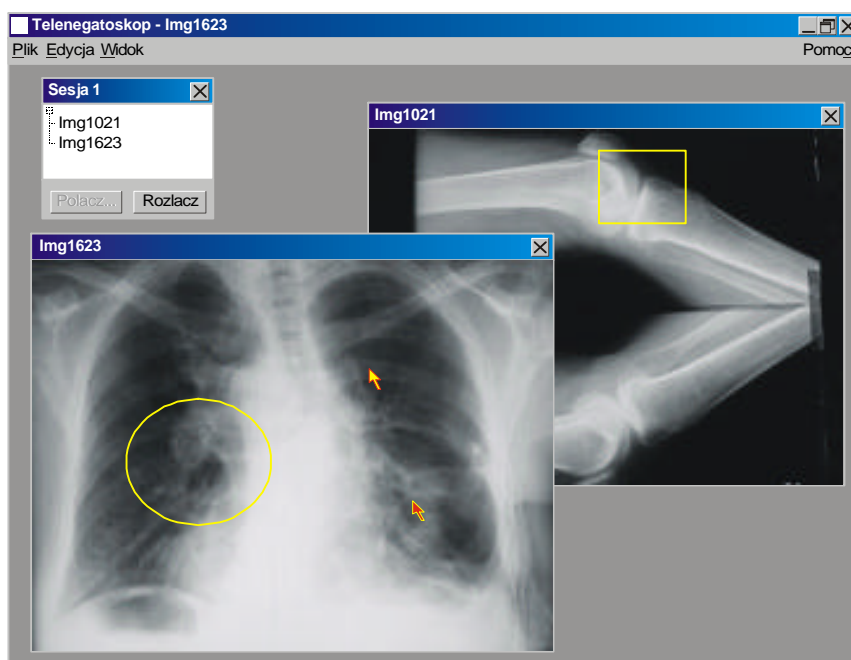 Telenegatoskop - Img1623
Plik Edycja Widok Pomoc
Sesja 1
Img1021
Img1623
Polacz... Rozlacz
Img1021
Img1623